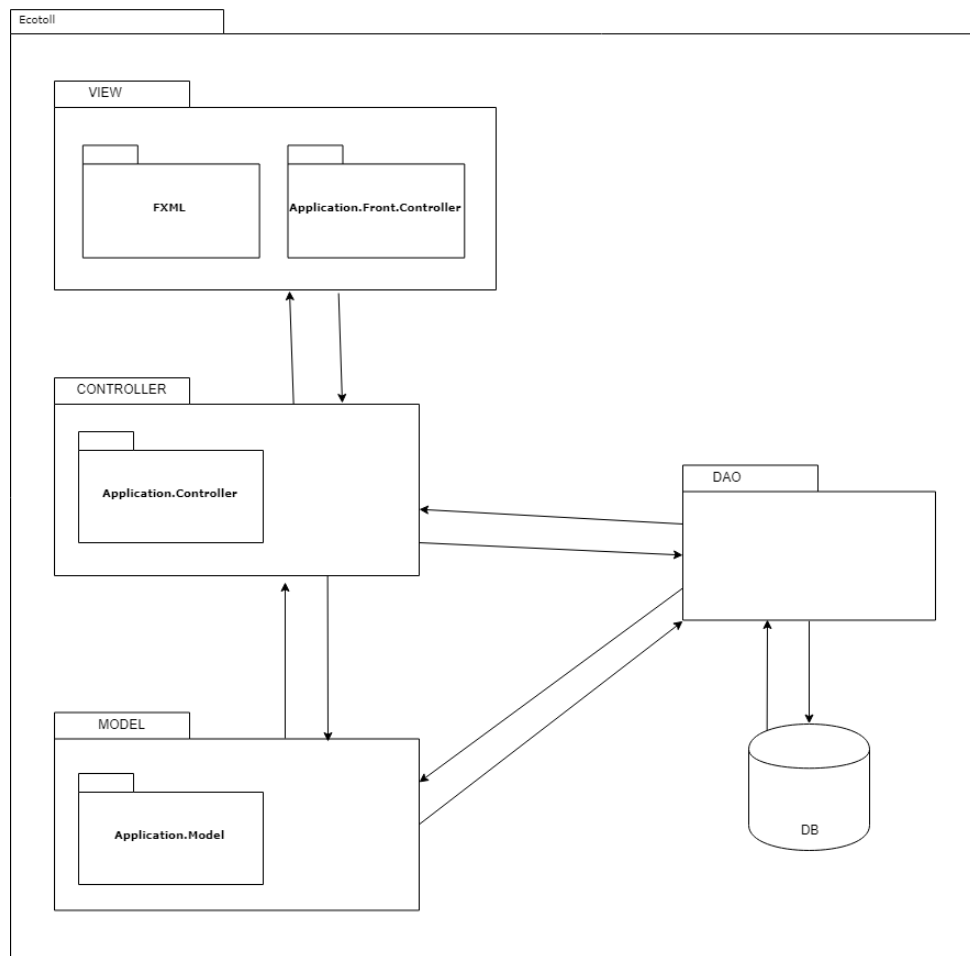 Ecotoll
VIEW
FXML
Application.Front.Controller
CONTROLLER
Application.Controller
DAO
MODEL
Application.Model
DB